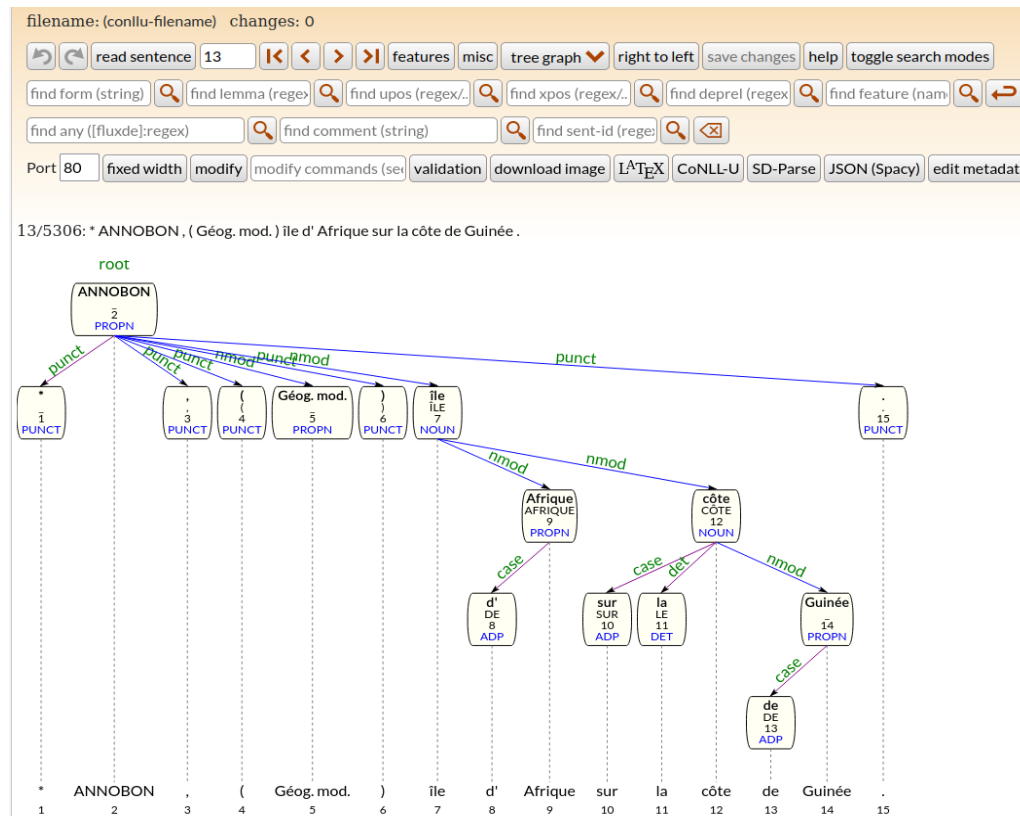 filename: (conllu-filename) changes: 0
read sentence 13 features misc tree graph right to left save changes help toggle search modes
find form (string) find lemma (regex find upos (regex/.. find xpos (regex/.. find deprel (regex find feature (nam
find any ([fluxde]:regex) find comment (string) find sent-id (rege
Port 80 fixed width modify modify commands (see validation download image LATEX CoNLL-U SD-Parse JSON (Spacy) edit metadat
13/5306: * ANNOBON , ( Géog. mod. ) île d' Afrique sur la côte de Guinée .
root
ANNOBON
_
2
PROPN
punct punct punct nmod punct nmod punct
* , ( Géog. mod. ) île .
_ , ( _ ) ÎLE .
1 3 4 5 6 7 15
PUNCT PUNCT PUNCT PROPN PUNCT NOUN PUNCT
nmod nmod
Afrique côte
AFRIQUE CÔTE
9 12
PROPN NOUN
case case det nmod
d' sur la Guinée
DE SUR LE _
8 10 11 14
ADP ADP DET PROPN
case
de
DE
13
ADP
* ANNOBON , ( Géog. mod. ) île d' Afrique sur la côte de Guinée .
1 2 3 4 5 6 7 8 9 10 11 12 13 14 15